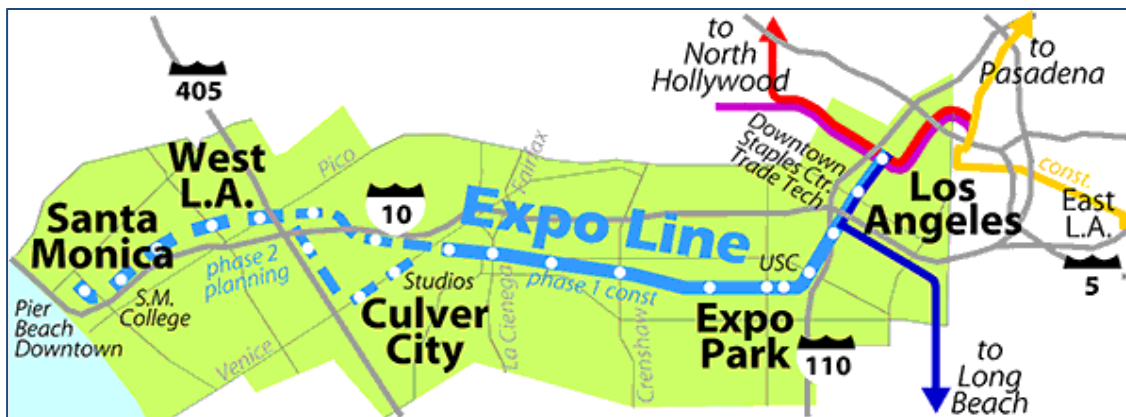 to
North
Hollywood
to
Pasadena
405
West
L.A.
Pico
Fairfax
Downtown
Staples Ctr.
Trade Tech
const.
Los
Angeles
East
L.A.
Santa
Monica
10
Expo Line
phase 2
planning
USC
5
Studios
phase 1 const
S.M.
College
Pier
Beach
Downtown
Culver
City
La Cienega
Expo
Park
Crenshaw
Venice
110
to
Long
Beach